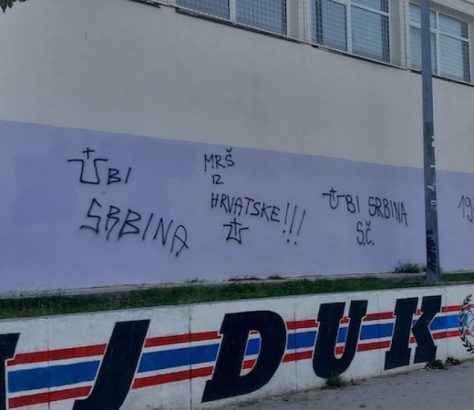 UBI
SRBINA
MRŠ
IZ
HRVATSKE!!!
U
UBI SRBINA
S.Č.
19
JDUK